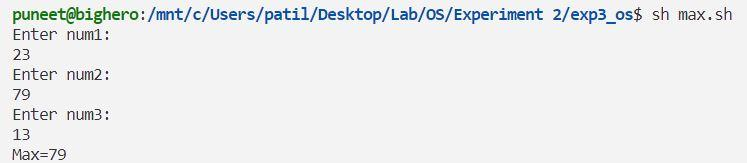 puneet@bighero:/mnt/c/Users/patil/Desktop/Lab/OS/Experiment 2/exp3_os$ sh max.sh
Enter num1:
23
Enter num2:
79
Enter num3:
13
Max=79